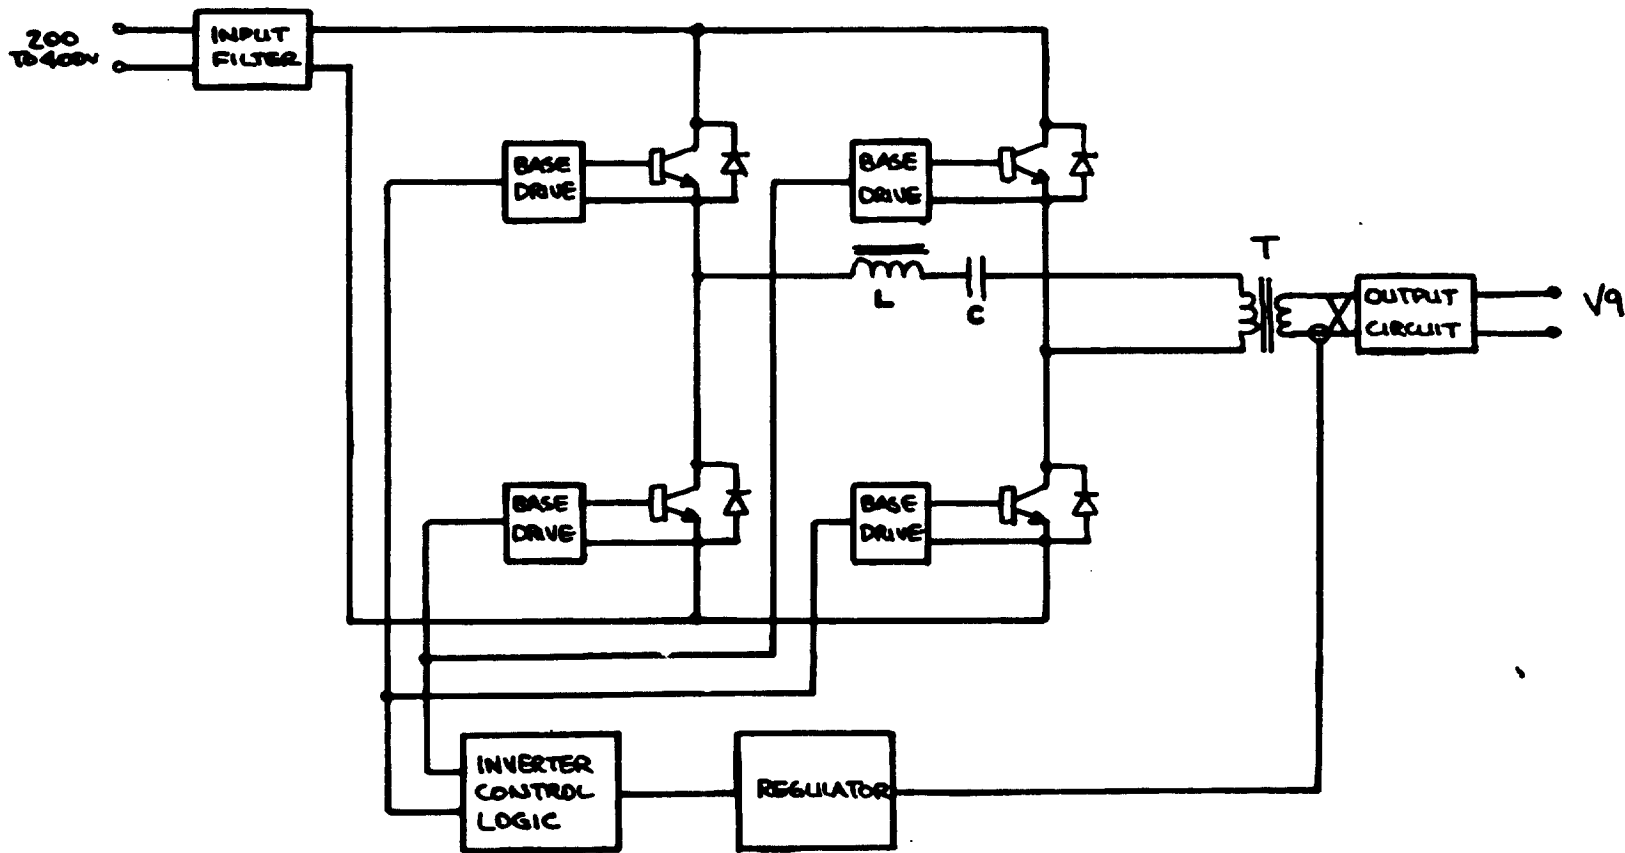 200
TO 400V
INPUT
FILTER
BASE
DRIVE
BASE
DRIVE
L
C
T
OUTPUT
CIRCUIT
V9
BASE
DRIVE
BASE
DRIVE
INVERTER
CONTROL
LOGIC
REGULATOR